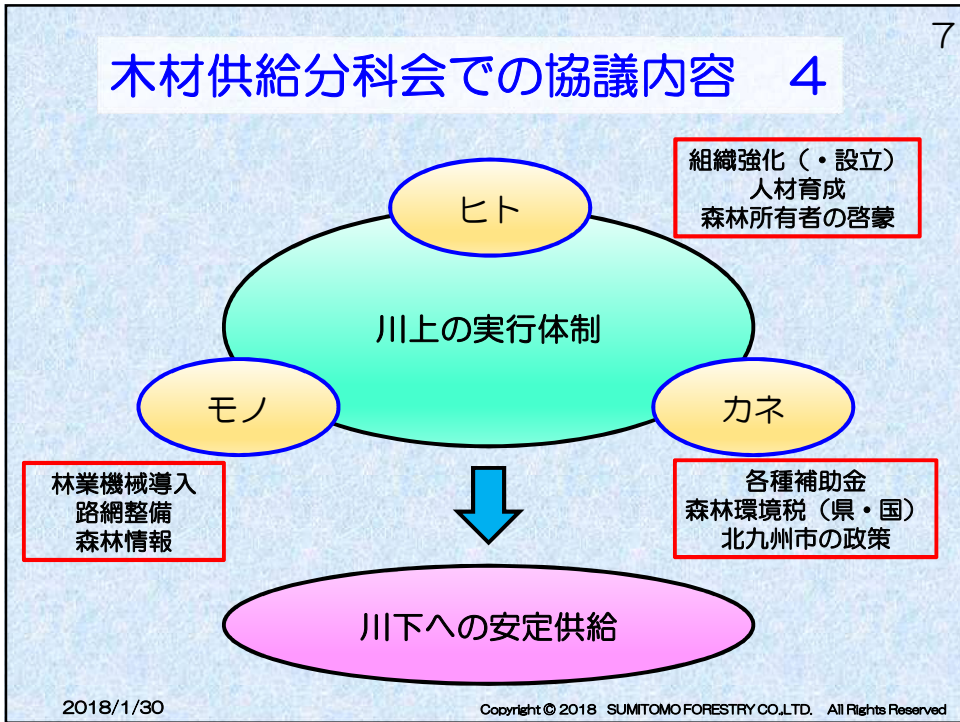 7
木材供給分科会での協議内容　4
組織強化（・設立）
人材育成
森林所有者の啓蒙
ヒト
川上の実行体制
モノ
カネ
林業機械導入
路網整備
森林情報
各種補助金
森林環境税（県・国）
北九州市の政策
川下への安定供給
2018/1/30
Copyright © 2018 SUMITOMO FORESTRY CO.,LTD. All Rights Reserved